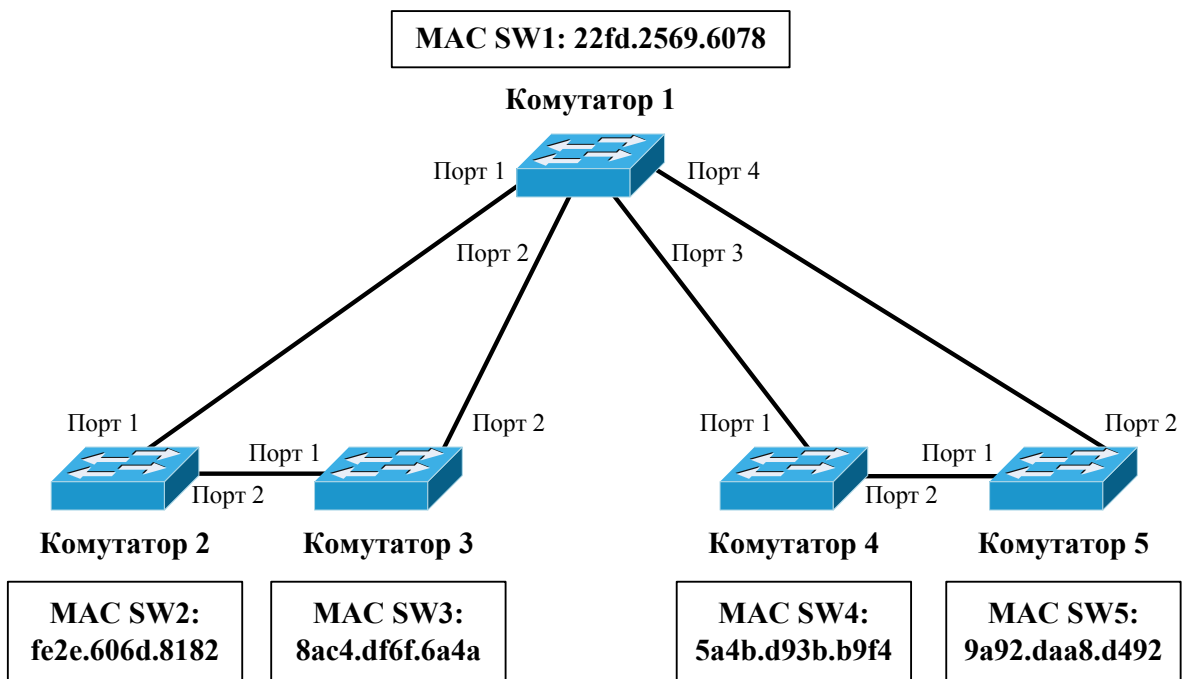 MAC SW1: 22fd.2569.6078
Комутатор 1
Порт 1
Порт 4
Порт 2
Порт 3
Порт 1
Порт 2
Порт 1
Порт 2
Порт 1
Порт 1
Порт 2
Порт 2
Комутатор 2
Комутатор 3
Комутатор 4
Комутатор 5
MAC SW2:
fe2e.606d.8182
MAC SW3:
8ac4.df6f.6a4a
MAC SW4:
5a4b.d93b.b9f4
MAC SW5:
9a92.daa8.d492